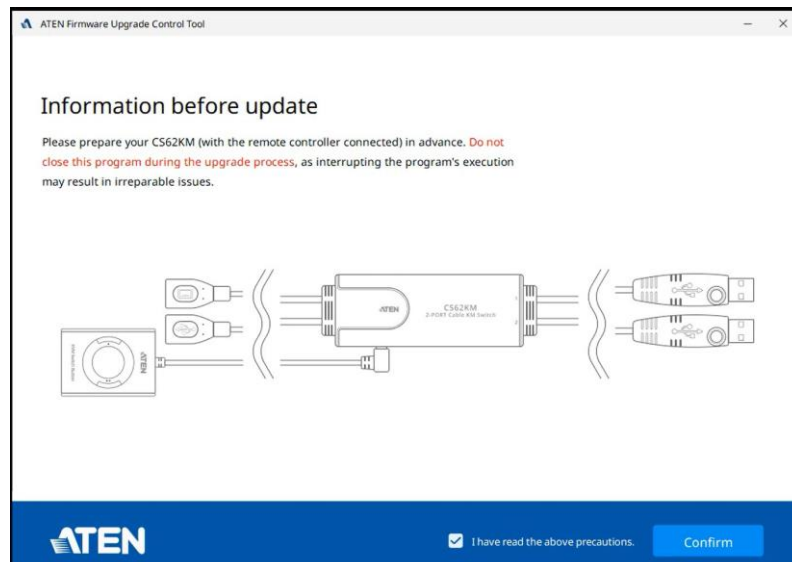 ATEN Firmware Upgrade Control Tool
Information before update
Please prepare your CS62KM (with the remote controller connected) in advance. Do not
close this program during the upgrade process, as interrupting the program's execution
may result in irreparable issues.
ATEN
CS62KM
2-PORT Cable KM Switch
1
2
ATEN
ATEN
I have read the above precautions.
Confirm